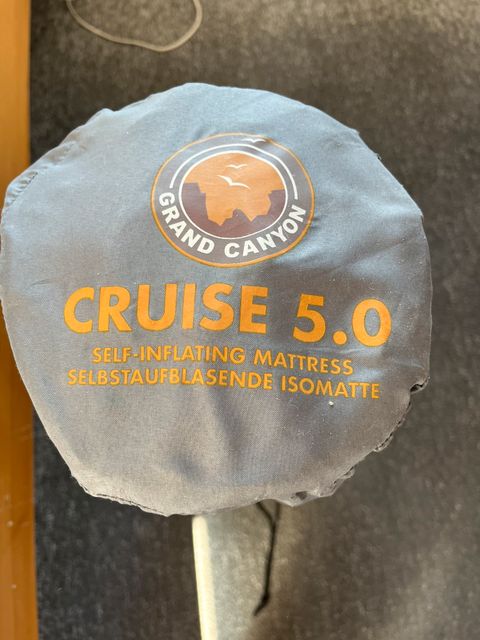 GRAND CANYON
CRUISE 5.0
SELF-INFLATING MATTRESS
SELBSTAUFBLASENDE ISOMATTE